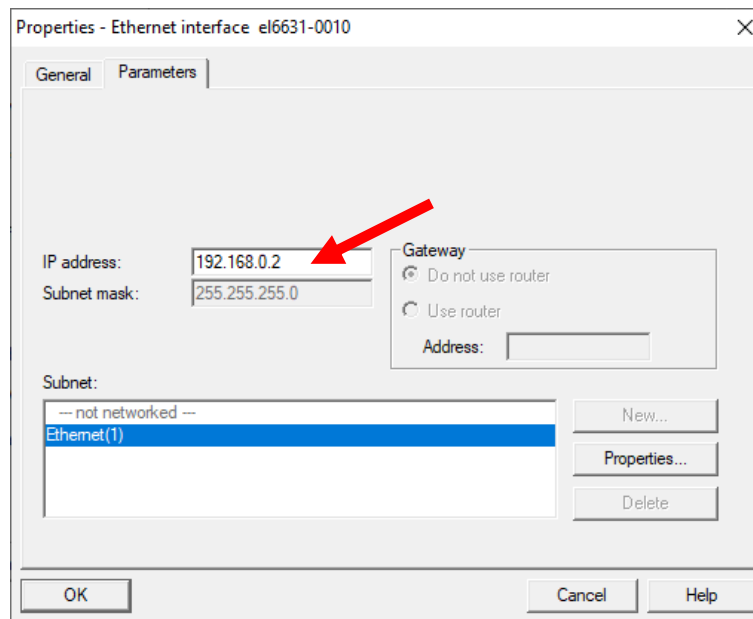 Properties - Ethernet interface el6631-0010
General Parameters
IP address: 192.168.0.2
Subnet mask: 255.255.255.0
Gateway
Do not use router
Use router
Address:
Subnet:
--- not networked ---
Ethernet(1)
New...
Properties...
Delete
OK Cancel Help